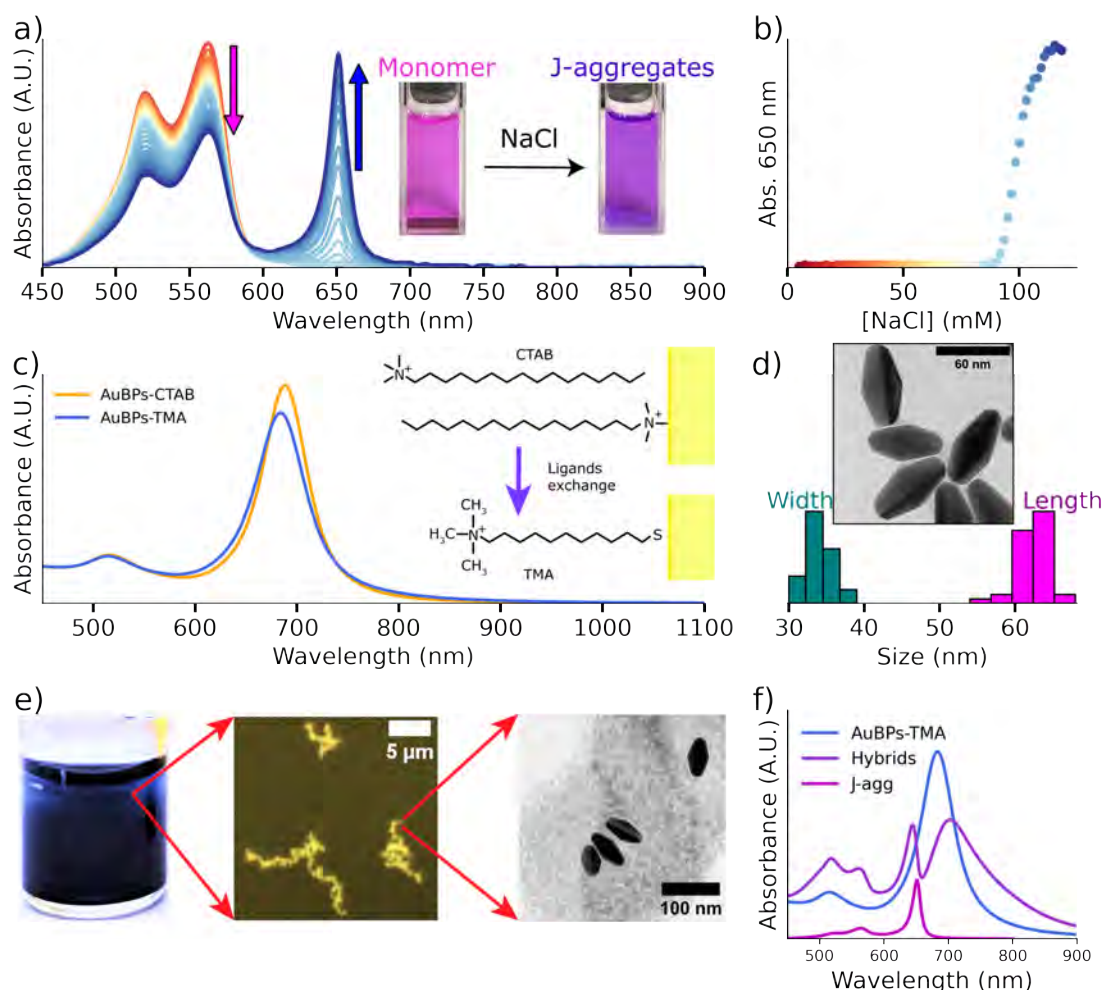 a)
Absorbance (A.U.)
Monomer
J-aggregates
NaCl
450 500 550 600 650 700 750 800 850 900
Wavelength (nm)
b)
Abs. 650 nm
0 50 100
[NaCl] (mM)
c)
Absorbance (A.U.)
AuBPs-CTAB
AuBPs-TMA
CTAB
N+
N+
Ligands
exchange
CH3
H3C N+ S
CH3
TMA
500 600 700 800 900 1000 1100
Wavelength (nm)
d)
60 nm
Width
Length
30 40 50 60
Size (nm)
e)
5 µm
100 nm
f)
Absorbance (A.U.)
AuBPs-TMA
Hybrids
J-agg
500 600 700 800 900
Wavelength (nm)